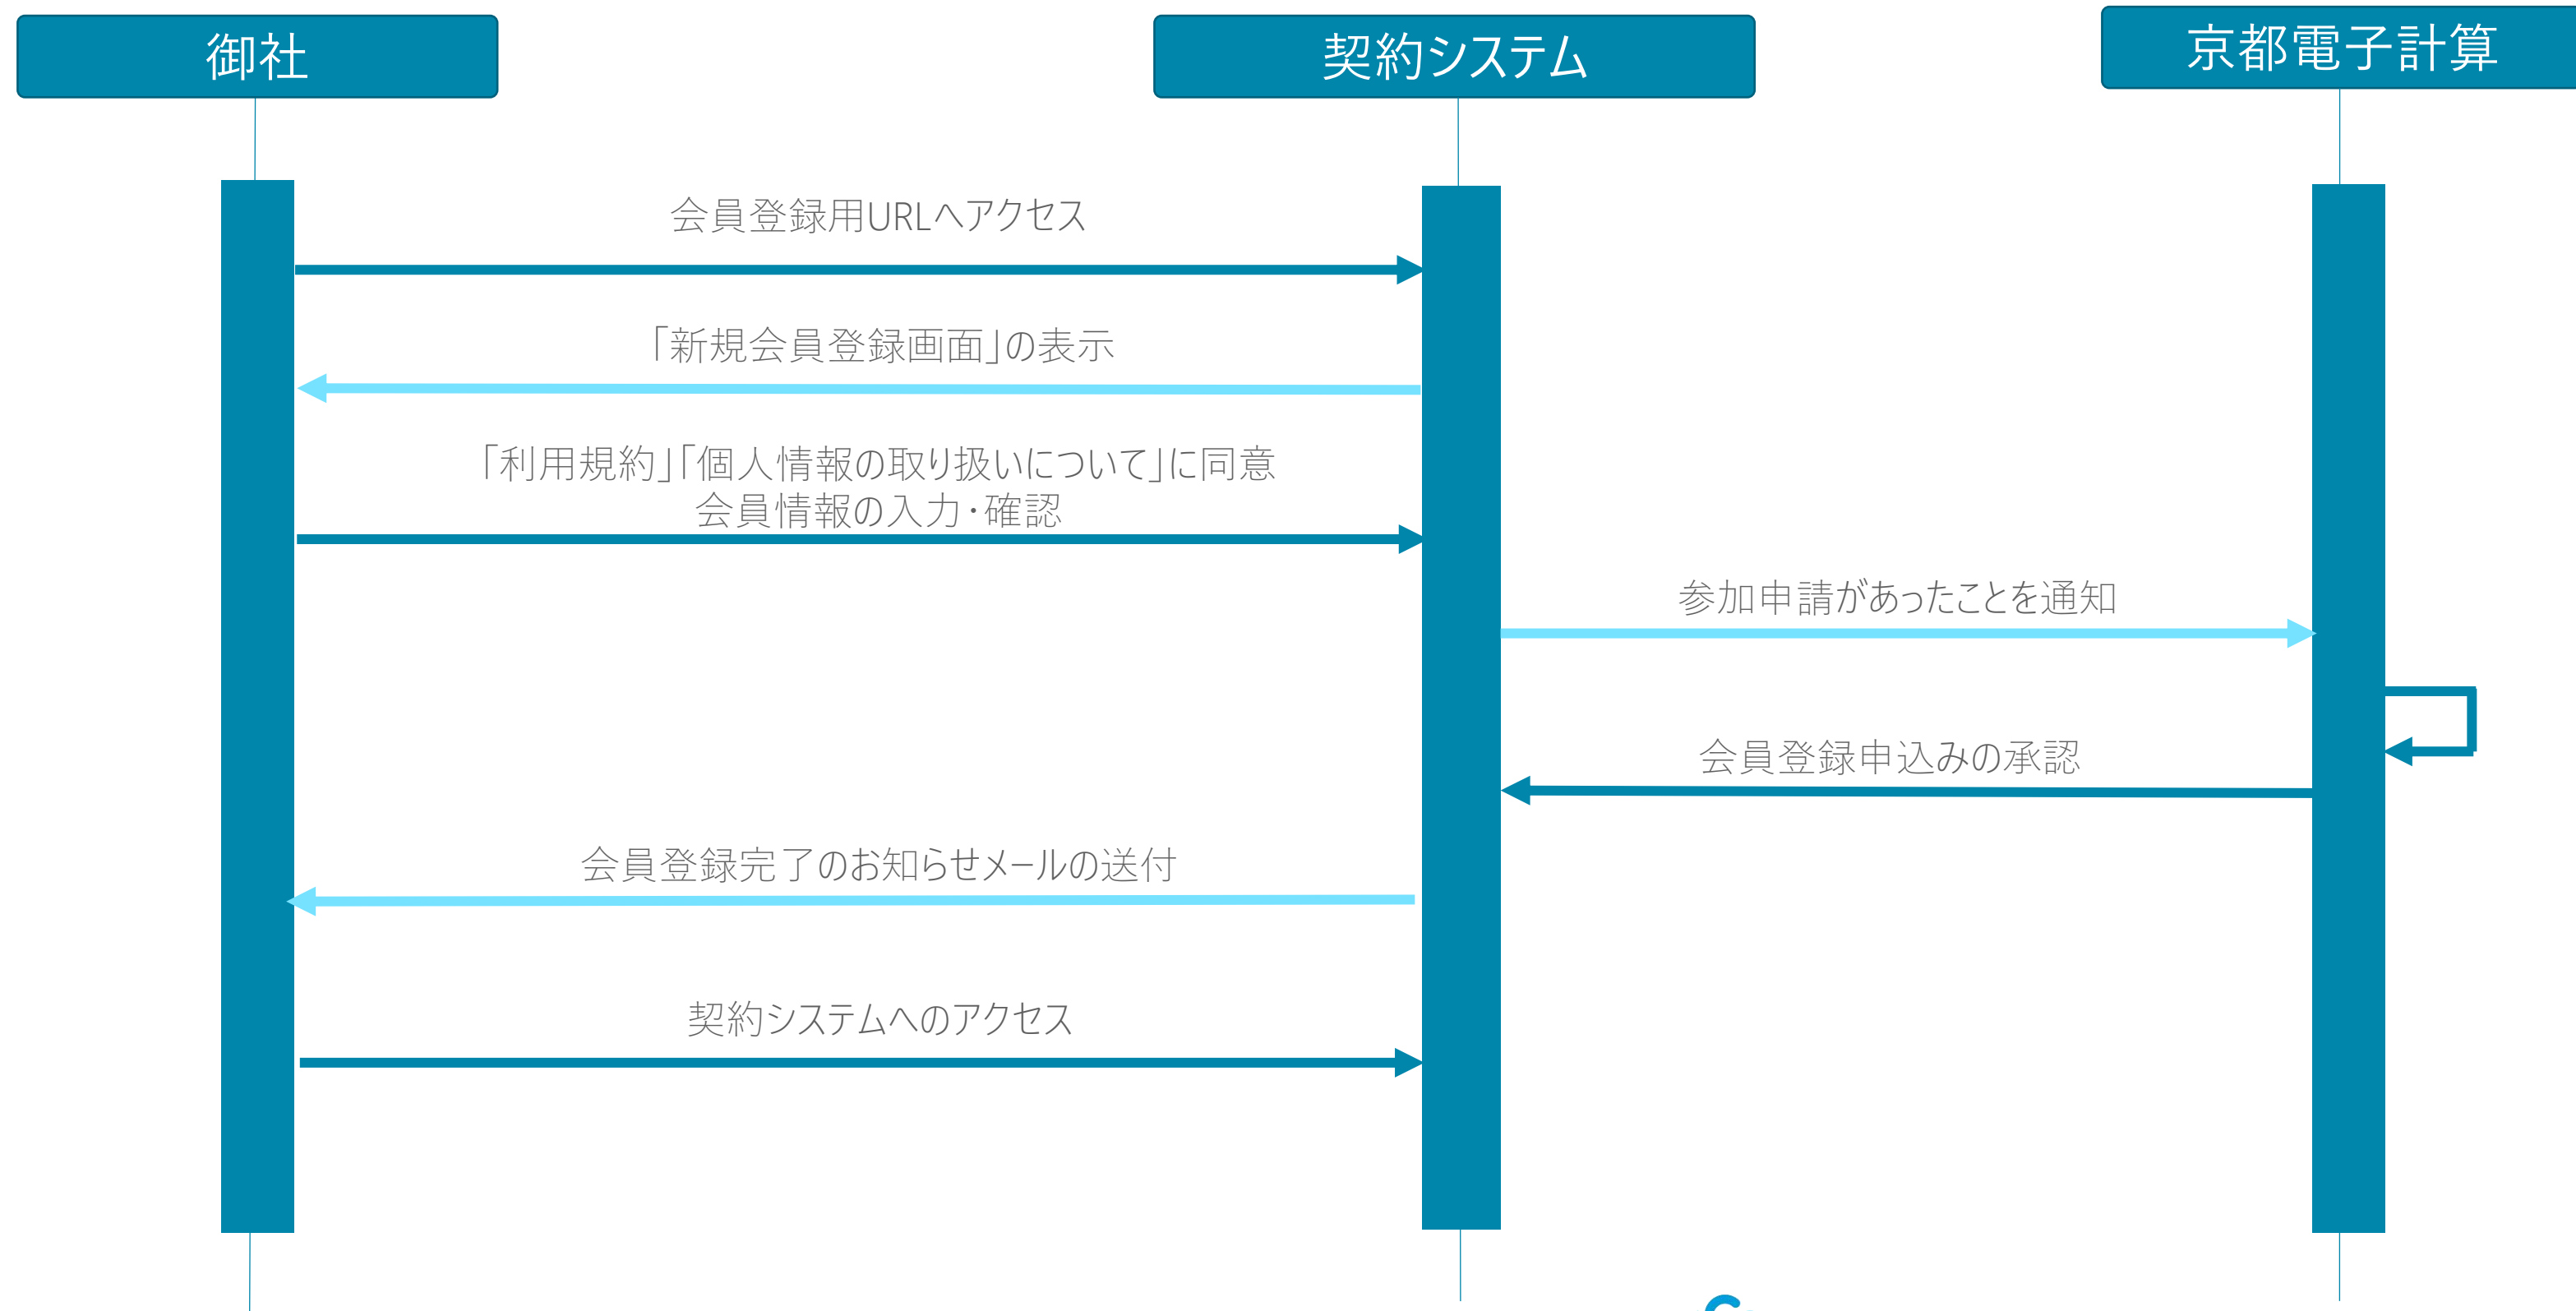 御社
契約システム
京都電子計算
会員登録用URLへアクセス
「新規会員登録画面」の表示
「利用規約」「個人情報の取り扱いについて」に同意
会員情報の入力・確認
参加申請があったことを通知
会員登録申込みの承認
会員登録完了のお知らせメールの送付
契約システムへのアクセス